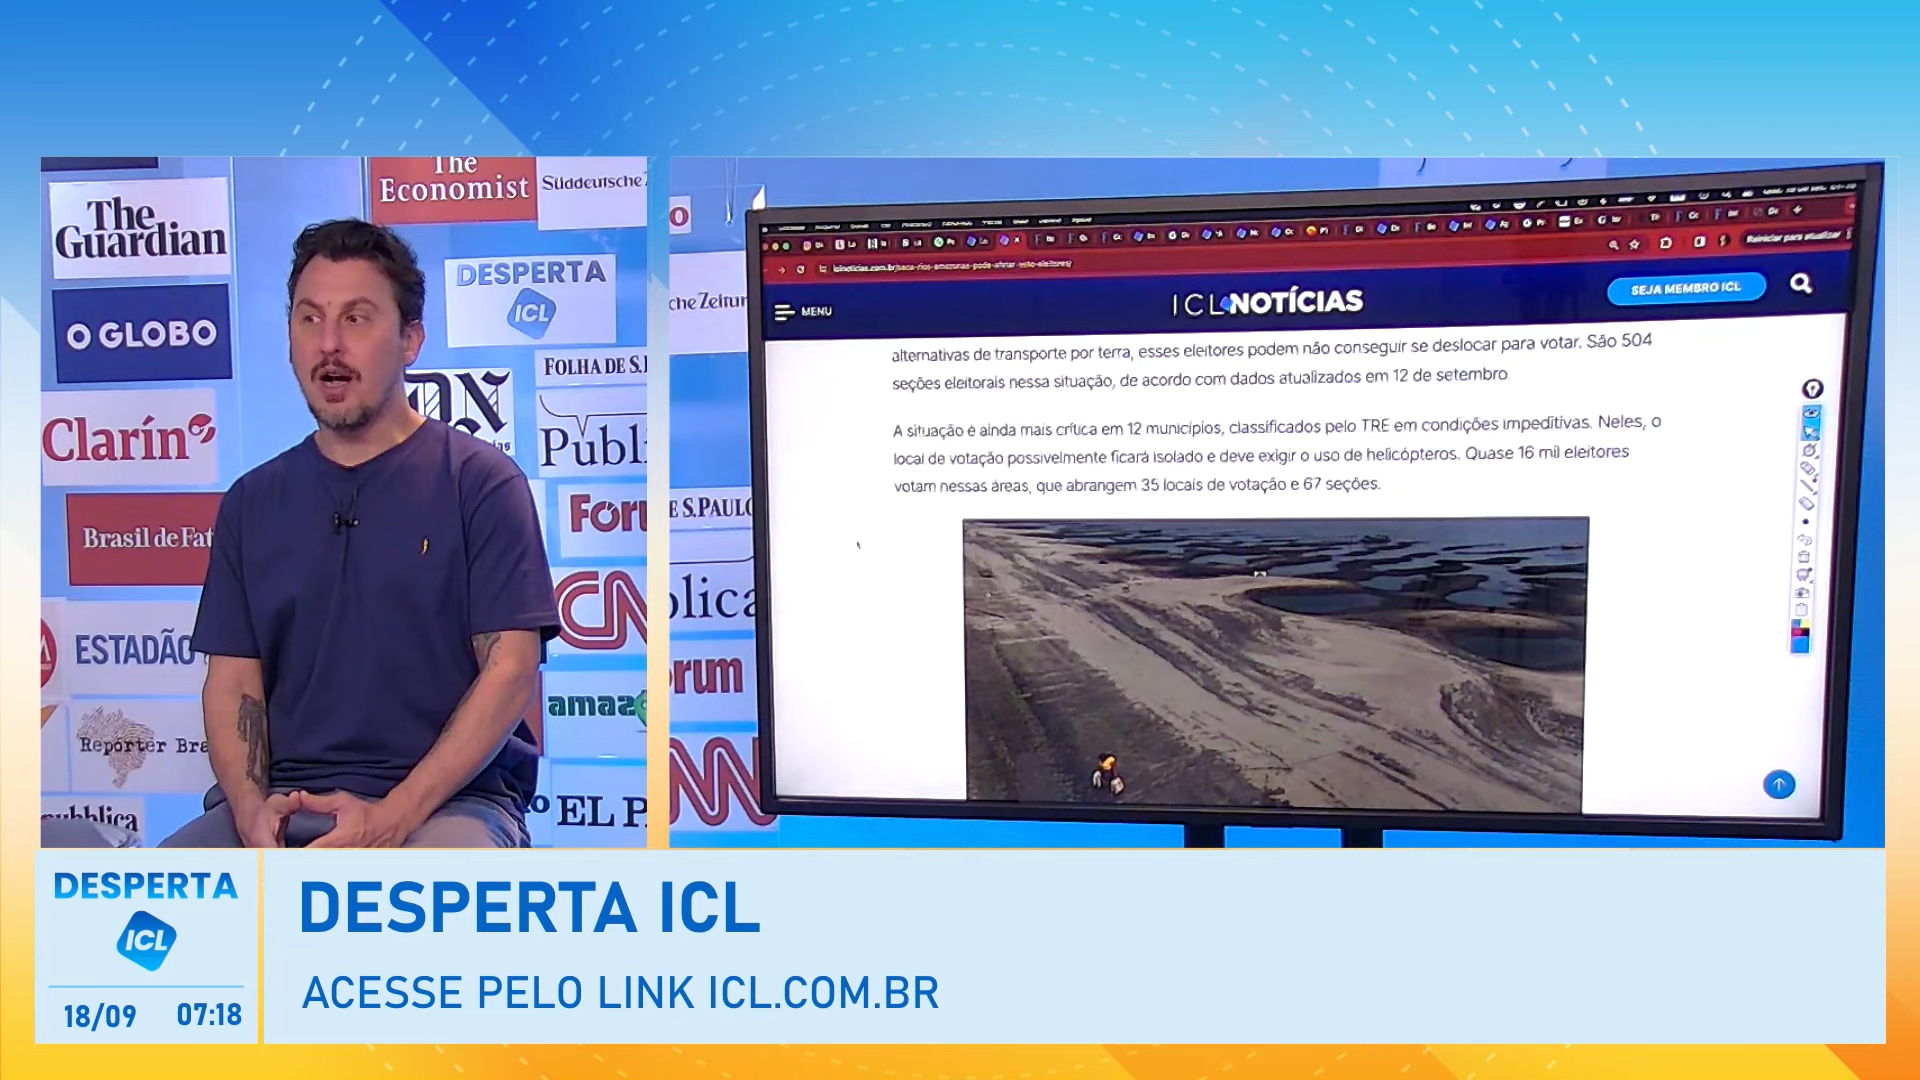 The
Guardian
The
Economist
Süddeutsche
O GLOBO
DESPERTA
ICL
FOLHA DE S.
Clarín
Publi
Brasil de Fat
CNN
ESTADÃO
Repórter Bra
EL P
che Zeitun
E S.PAULO
blica
rum
MENU
ICL NOTÍCIAS
SEJA MEMBRO ICL
Reiniciar para atualizar
alternativas de transporte por terra, esses eleitores podem não conseguir se deslocar para votar. São 504
seções eleitorais nessa situação, de acordo com dados atualizados em 12 de setembro
A situação é ainda mais crítica em 12 municípios, classificados pelo TRE em condições impeditivas. Neles, o
local de votação possivelmente ficará isolado e deve exigir o uso de helicópteros. Quase 16 mil eleitores
votam nessas áreas, que abrangem 35 locais de votação e 67 seções.
DESPERTA
ICL
18/09 07:18
DESPERTA ICL
ACESSE PELO LINK ICL.COM.BR